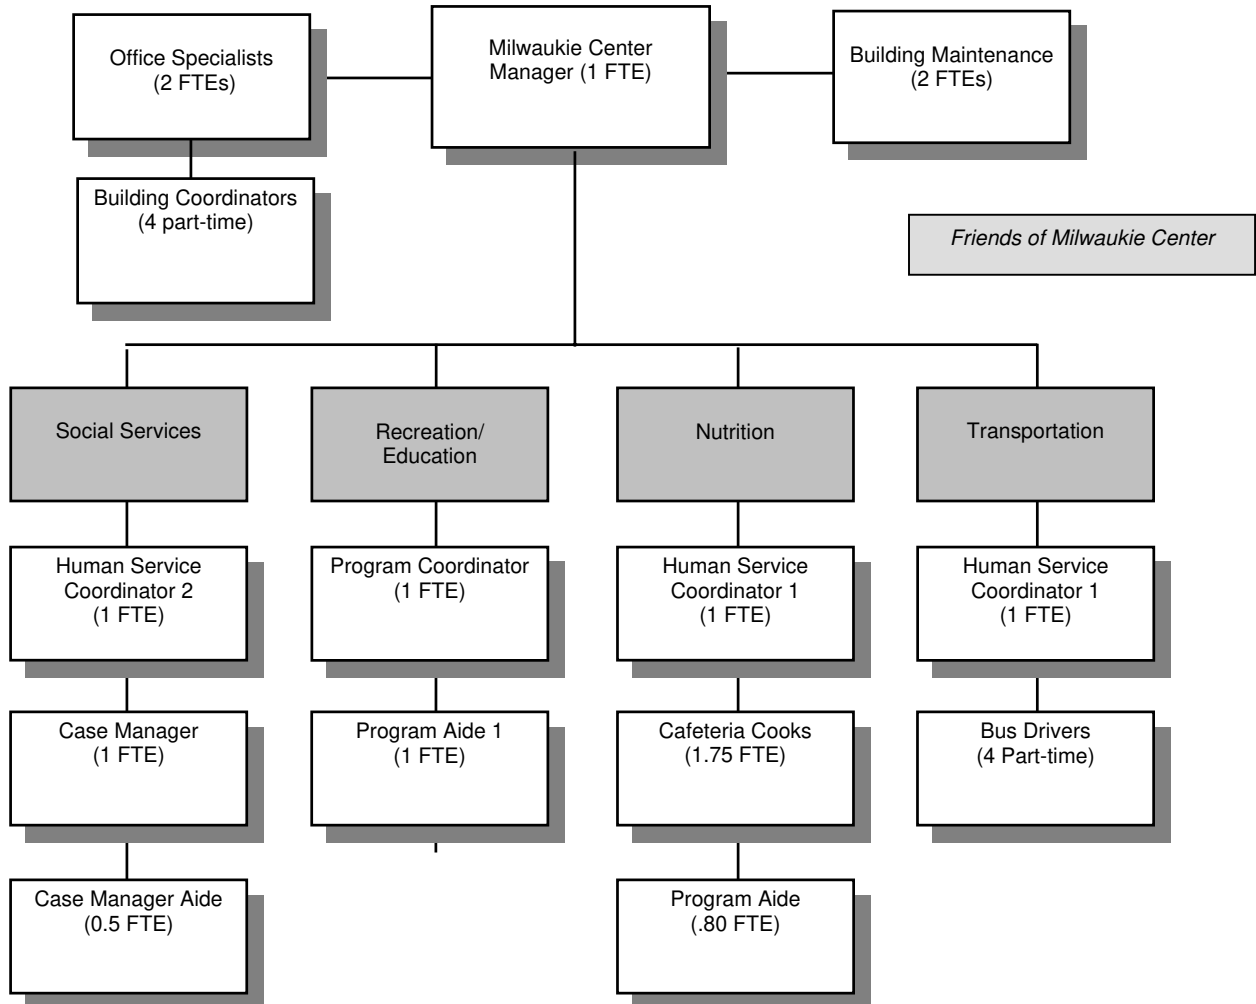 Office Specialists
(2 FTEs)
Milwaukie Center
Manager (1 FTE)
Building Maintenance
(2 FTEs)
Building Coordinators
(4 part-time)
Friends of Milwaukie Center
Social Services
Recreation/
Education
Nutrition
Transportation
Human Service
Coordinator 2
(1 FTE)
Program Coordinator
(1 FTE)
Human Service
Coordinator 1
(1 FTE)
Human Service
Coordinator 1
(1 FTE)
Case Manager
(1 FTE)
Program Aide 1
(1 FTE)
Cafeteria Cooks
(1.75 FTE)
Bus Drivers
(4 Part-time)
Case Manager Aide
(0.5 FTE)
Program Aide
(.80 FTE)